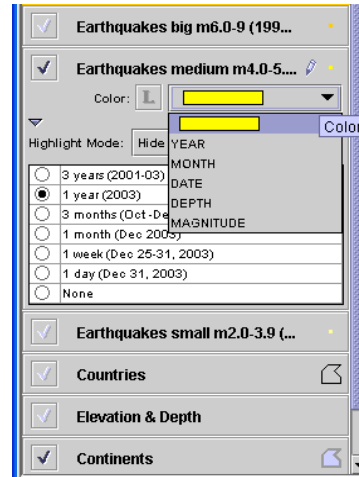 Earthquakes big m6.0-9 (199...
Earthquakes medium m4.0-5....
Color: L
Color
Highlight Mode: Hide
YEAR
MONTH
DATE
DEPTH
MAGNITUDE
3 years (2001-03)
1 year (2003)
3 months (Oct-De
1 month (Dec 2003)
1 week (Dec 25-31, 2003)
1 day (Dec 31, 2003)
None
Earthquakes small m2.0-3.9 (...
Countries
Elevation & Depth
Continents